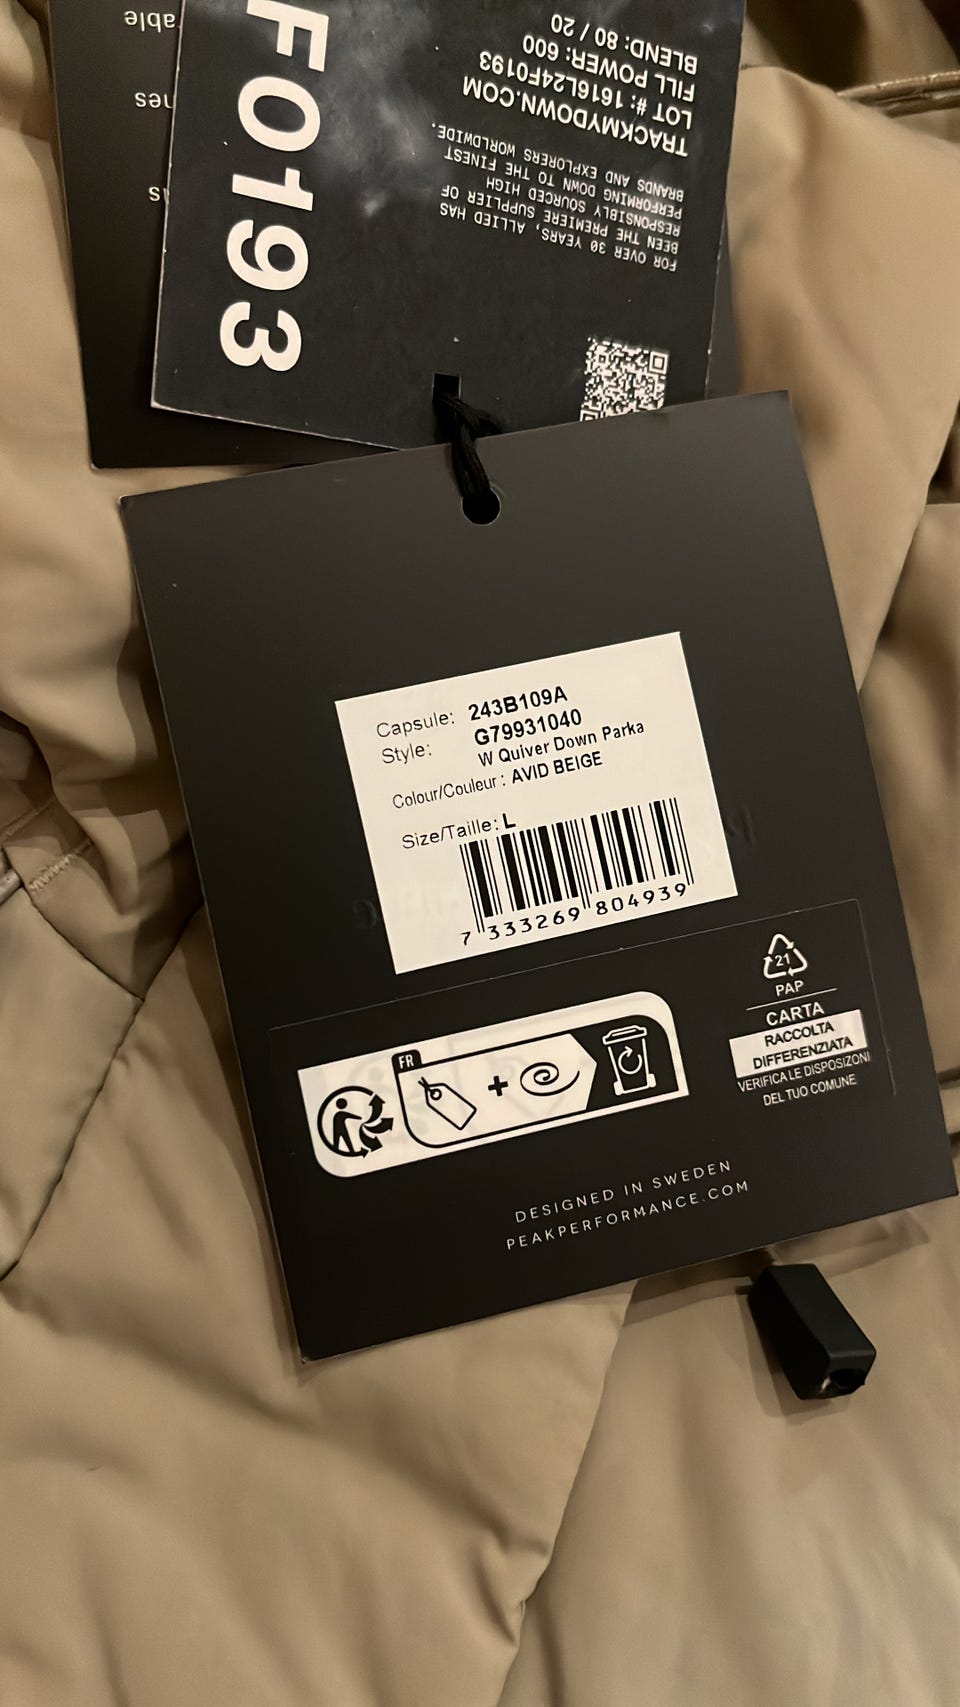 able
nes
s
F0193
BLEND: 80 / 20
FILL POWER: 600
LOT #: 1616L24F0193
TRACKMYDOWN.COM
FOR OVER 30 YEARS, ALLIED HAS
BEEN THE PREMIERE SUPPLIER OF
RESPONSIBLY SOURCED HIGH
PERFORMING DOWN TO THE FINEST
BRANDS AND EXPLORERS WORLDWIDE.
Capsule: 243B109A
Style: G79931040
W Quiver Down Parka
Colour/Couleur : AVID BEIGE
Size/Taille: L
7 333269 804939
FR
+
21
PAP
CARTA
RACCOLTA
DIFFERENZIATA
VERIFICA LE DISPOSIZONI
DEL TUO COMUNE
DESIGNED IN SWEDEN
PEAKPERFORMANCE.COM